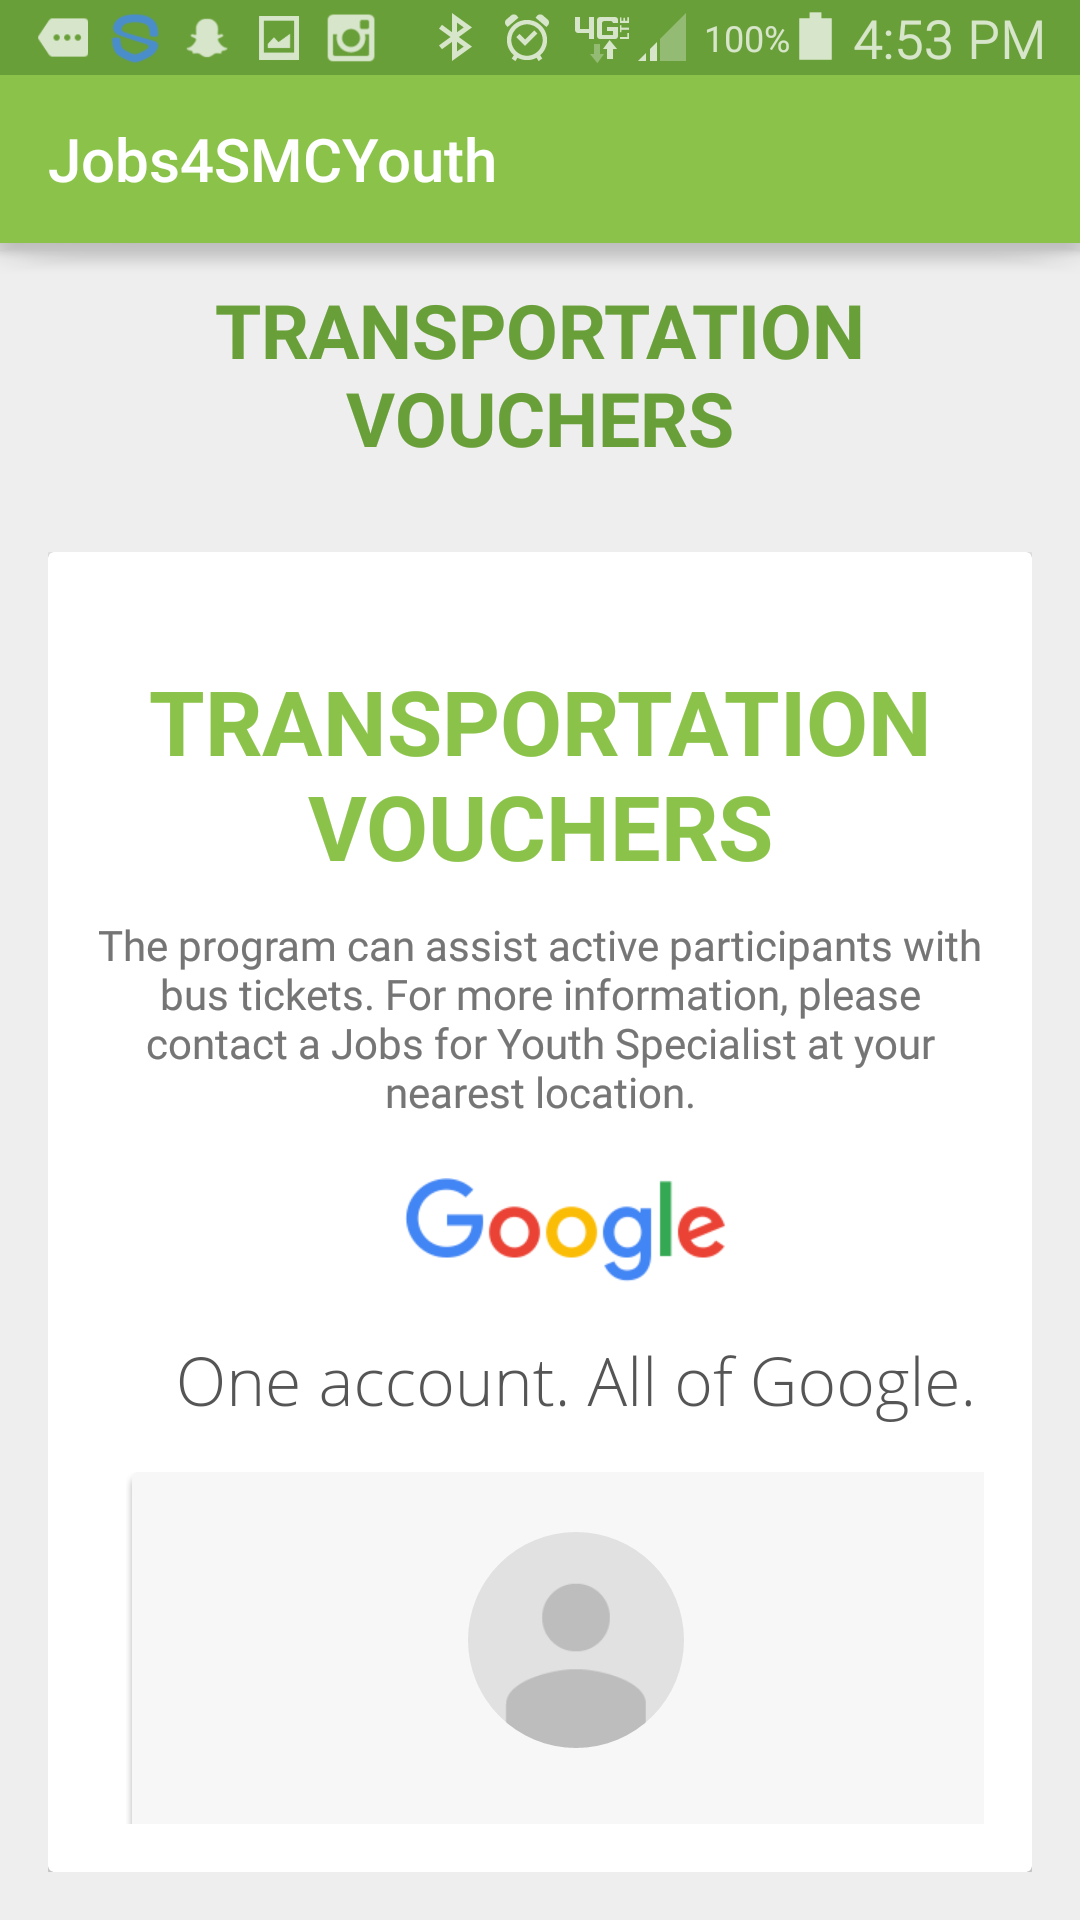 4G LTE 100% 4:53 PM
Jobs4SMCYouth
TRANSPORTATION
VOUCHERS
TRANSPORTATION
VOUCHERS
The program can assist active participants with
bus tickets. For more information, please
contact a Jobs for Youth Specialist at your
nearest location.
Google
One account. All of Google.